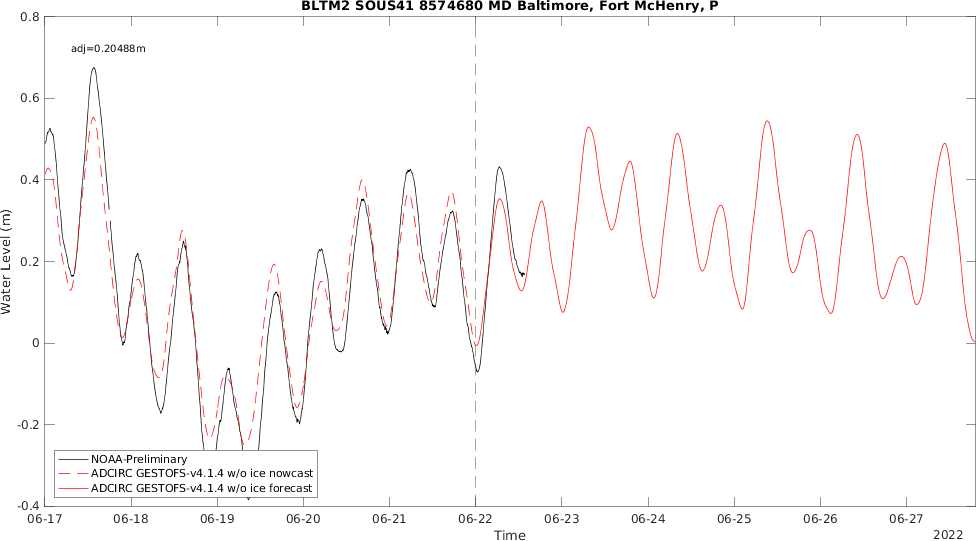 BLTM2 SOUS41 8574680 MD Baltimore, Fort McHenry, P
adj=0.20488m
0.8
0.6
0.4
0.2
0
-0.2
-0.4
Water Level (m)
NOAA-Preliminary
ADCIRC GESTOFS-v4.1.4 w/o ice nowcast
ADCIRC GESTOFS-v4.1.4 w/o ice forecast
06-17 06-18 06-19 06-20 06-21 06-22 06-23 06-24 06-25 06-26 06-27
Time
2022